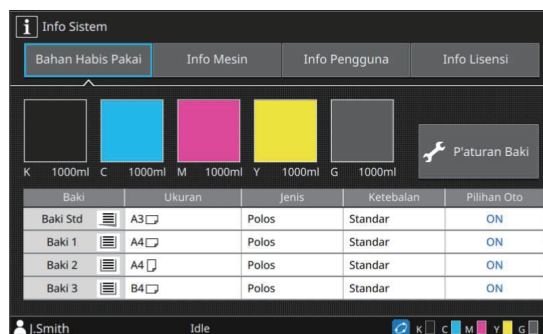 i Info Sistem
Bahan Habis Pakai Info Mesin Info Pengguna Info Lisensi
K 1000ml C 1000ml M 1000ml Y 1000ml G 1000ml
P'aturan Baki
Baki Ukuran Jenis Ketebalan Pilihan Oto
Baki Std A3 Polos Standar ON
Baki 1 A4 Polos Standar ON
Baki 2 A4 Polos Standar ON
Baki 3 B4 Polos Standar ON
J.Smith Idle K C M Y G